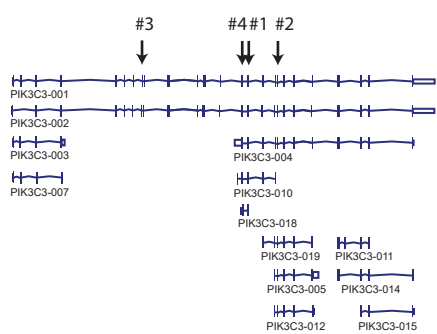 #3 #4 #1 #2
PIK3C3-001
PIK3C3-002
PIK3C3-003 PIK3C3-004
PIK3C3-007 PIK3C3-010
PIK3C3-018
PIK3C3-019 PIK3C3-011
PIK3C3-005 PIK3C3-014
PIK3C3-012 PIK3C3-015